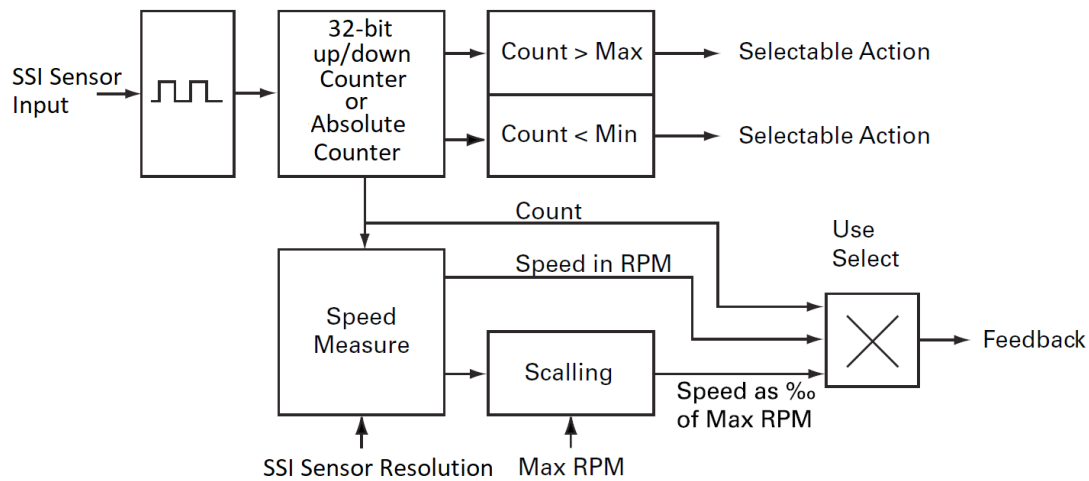 SSI Sensor
Input
32-bit
up/down
Counter
or
Absolute
Counter
Count > Max
Selectable Action
Count < Min
Selectable Action
Count
Speed in RPM
Use
Select
Speed
Measure
Scalling
Feedback
Speed as ‰
of Max RPM
SSI Sensor Resolution
Max RPM